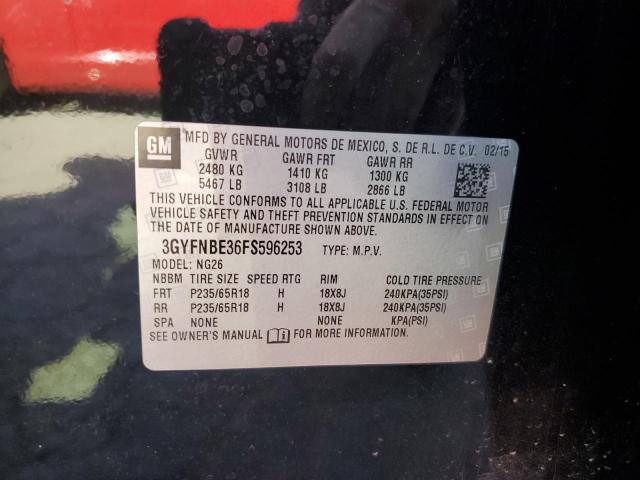 GM
MFD BY GENERAL MOTORS DE MEXICO, S. DE R.L. DE C.V. 02/15
GVWR GAWR FRT GAWR RR
2480 KG 1410 KG 1300 KG
5467 LB 3108 LB 2866 LB
THIS VEHICLE CONFORMS TO ALL APPLICABLE U.S. FEDERAL MOTOR
VEHICLE SAFETY AND THEFT PREVENTION STANDARDS IN EFFECT ON
THE DATE OF MANUFACTURE SHOWN ABOVE.
3GYFNBE36FS596253 TYPE: M.P.V.
MODEL: NG26
NBBM TIRE SIZE SPEED RTG RIM COLD TIRE PRESSURE
FRT P235/65R18 H 18X8J 240KPA(35PSI)
RR P235/65R18 H 18X8J 240KPA(35PSI)
SPA NONE NONE KPA(PSI)
SEE OWNER'S MANUAL FOR MORE INFORMATION.